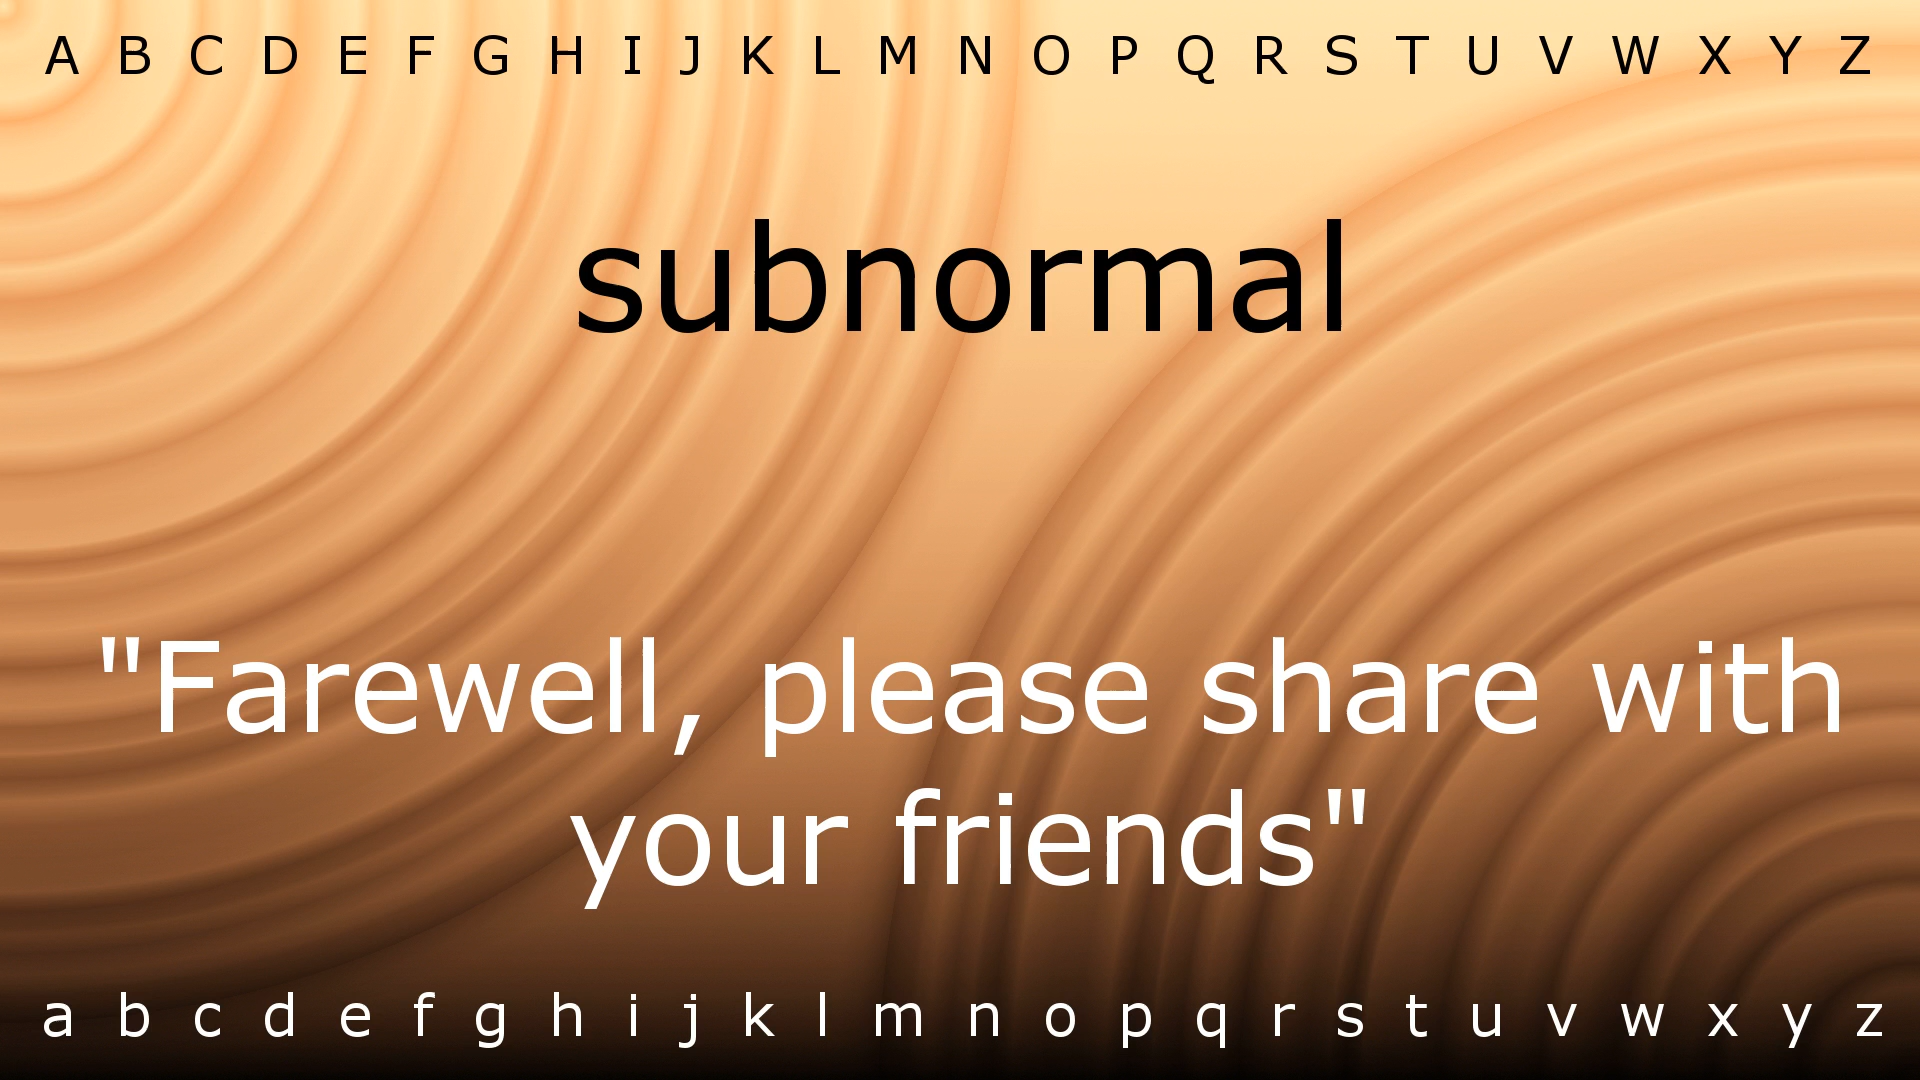 A B C D E F G H I J K L M N O P Q R S T U V W X Y Z
subnormal
"Farewell, please share with
your friends"
a b c d e f g h i j k l m n o p q r s t u v w x y z